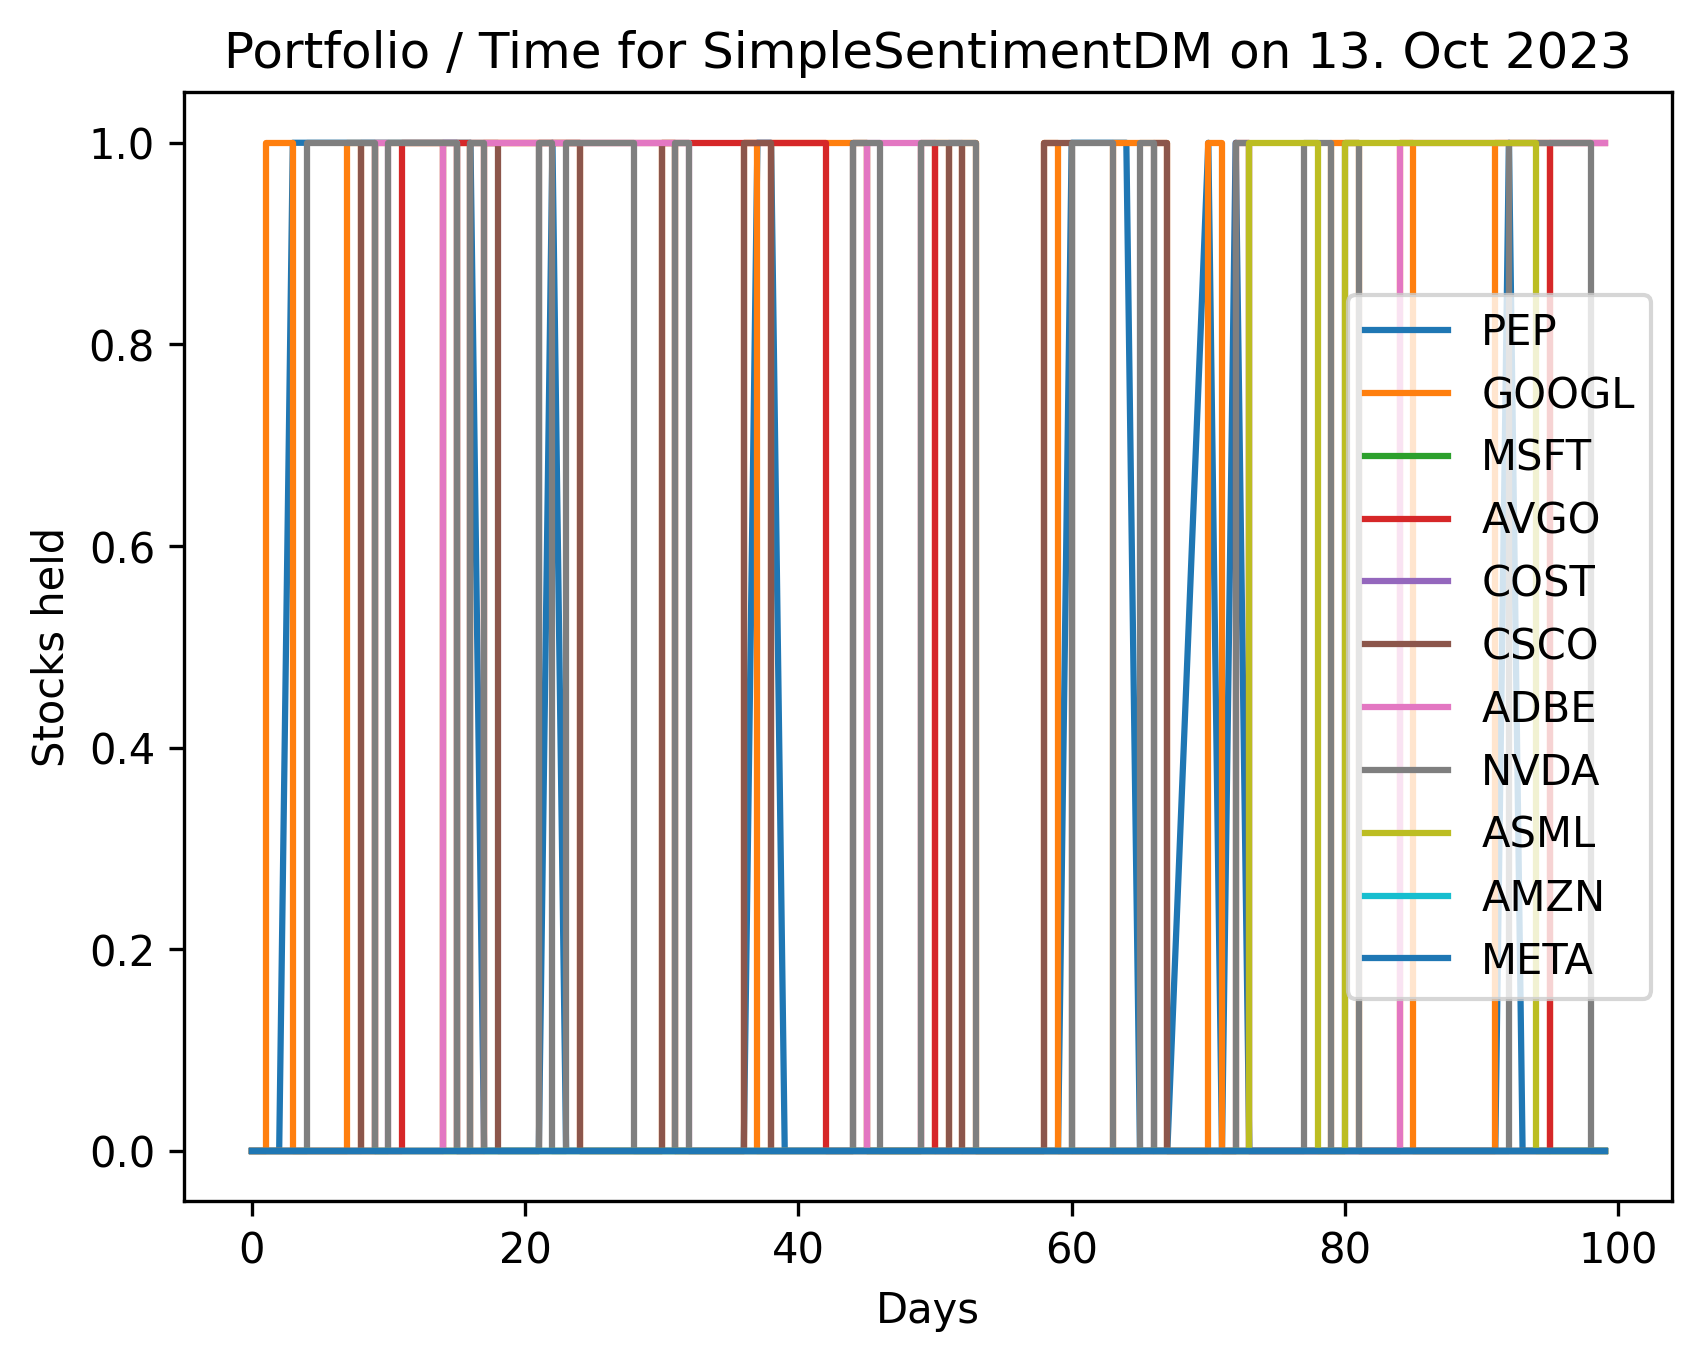 Portfolio / Time for SimpleSentimentDM on 13. Oct 2023
1.0
0.8
0.6
0.4
0.2
0.0
Stocks held
PEP
GOOGL
MSFT
AVGO
COST
CSCO
ADBE
NVDA
ASML
AMZN
META
0 20 40 60 80 100
Days